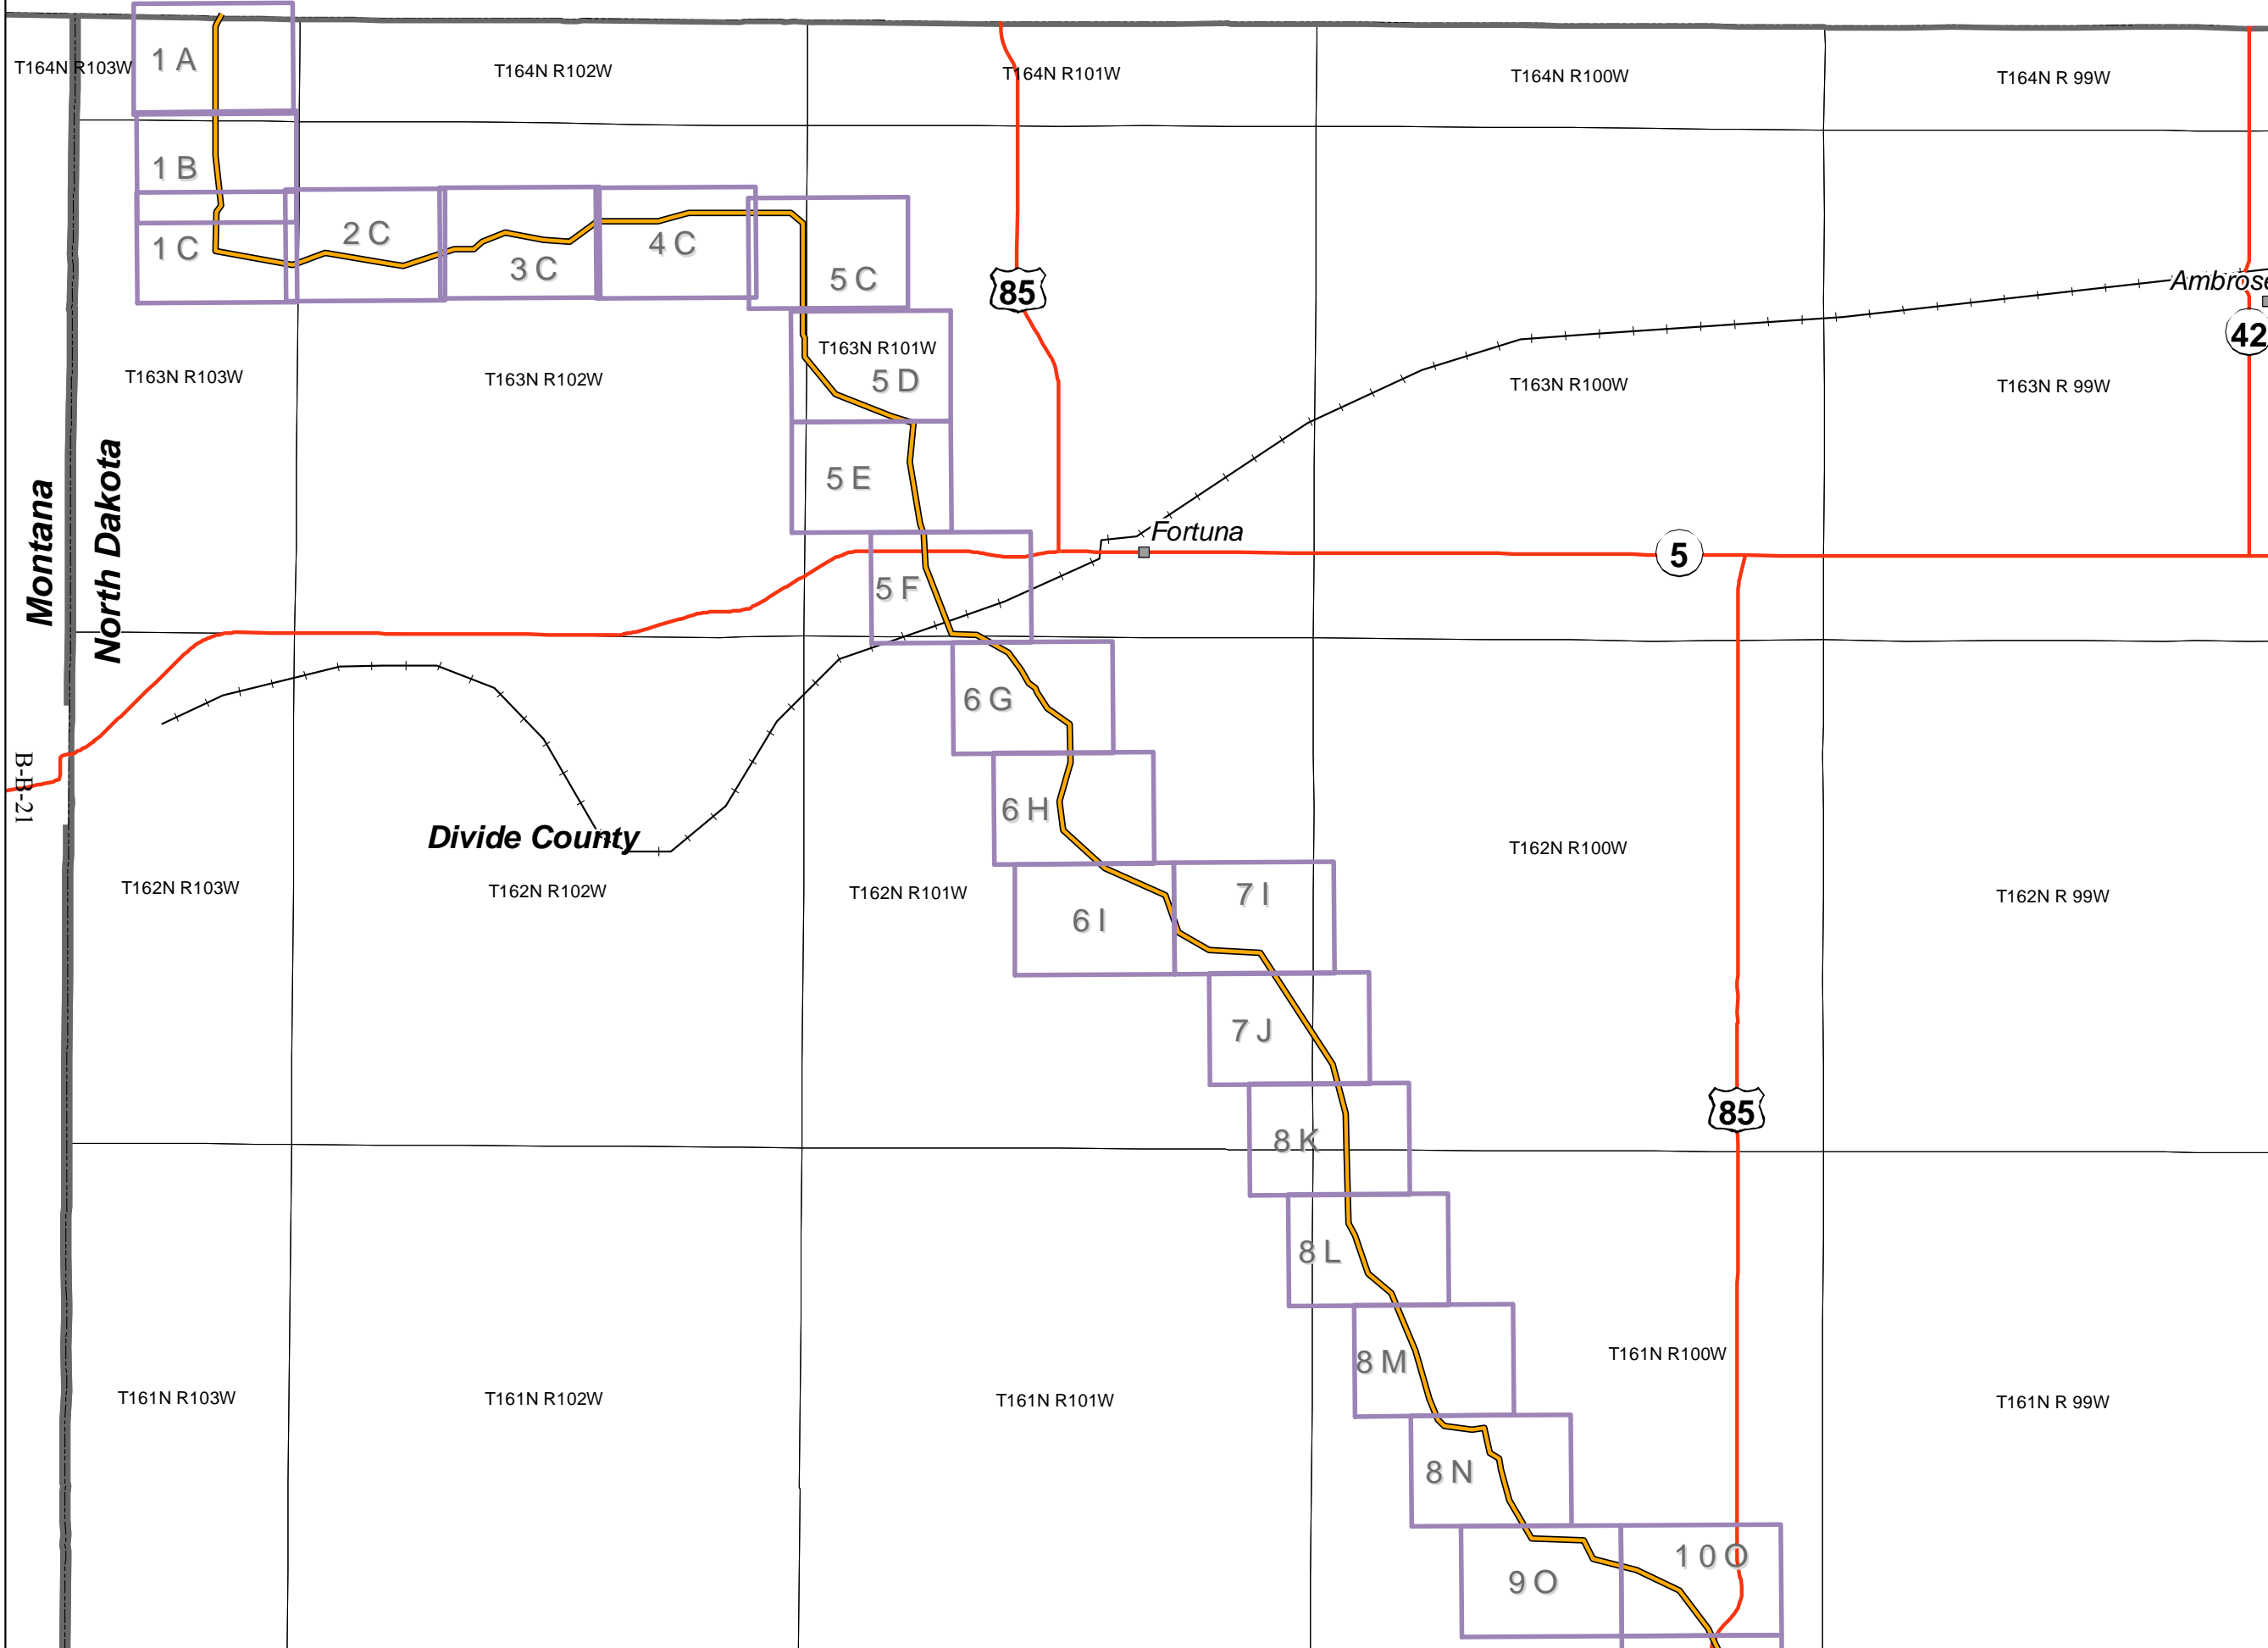 1 A
T164N R103W
T164N R102W
T164N R101W
T164N R100W
T164N R 99W
1 B
1 C
2 C
3 C
4 C
5 C
85
Ambrose
42
T163N R101W
5 D
T163N R103W
T163N R102W
T163N R100W
T163N R 99W
Montana
North Dakota
5 E
Fortuna
5
5 F
6 G
B-B-21
6 H
Divide County
T162N R103W
T162N R102W
T162N R101W
T162N R100W
T162N R 99W
6 I
7 I
7 J
85
8 K
8 L
8 M
T161N R100W
T161N R103W
T161N R102W
T161N R101W
T161N R 99W
8 N
9 O
10 O